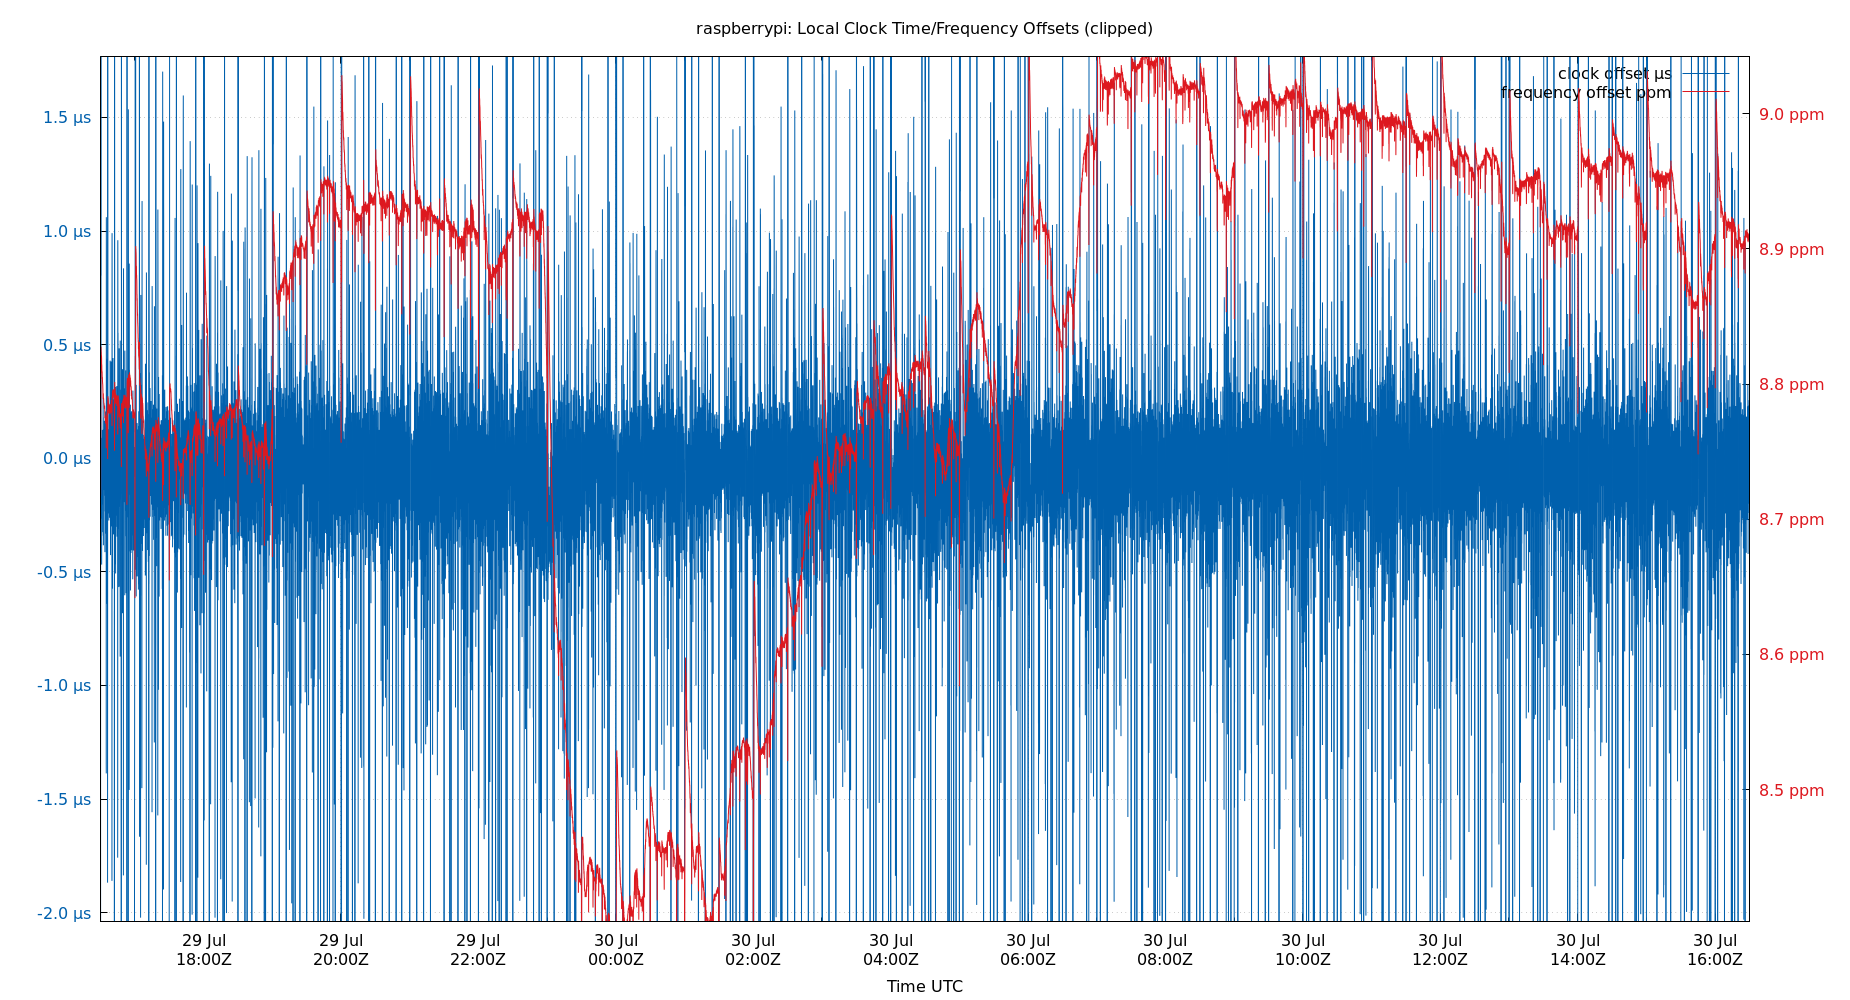 raspberrypi: Local Clock Time/Frequency Offsets (clipped)
clock offset µs
frequency offset ppm
1.5 µs
1.0 µs
0.5 µs
0.0 µs
-0.5 µs
-1.0 µs
-1.5 µs
-2.0 µs
9.0 ppm
8.9 ppm
8.8 ppm
8.7 ppm
8.6 ppm
8.5 ppm
29 Jul
18:00Z
29 Jul
20:00Z
29 Jul
22:00Z
30 Jul
00:00Z
30 Jul
02:00Z
30 Jul
04:00Z
30 Jul
06:00Z
30 Jul
08:00Z
30 Jul
10:00Z
30 Jul
12:00Z
30 Jul
14:00Z
30 Jul
16:00Z
Time UTC